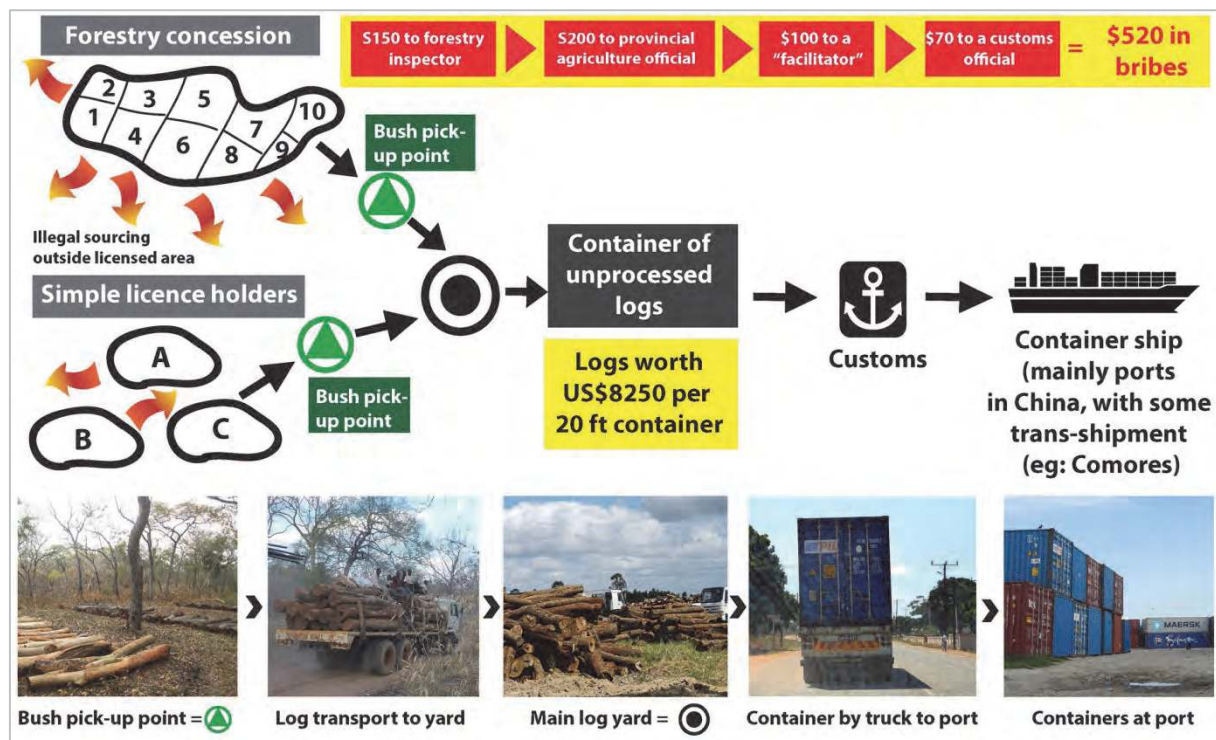 Forestry concession
$150 to forestry
inspector
$200 to provincial
agriculture official
$100 to a
"facilitator"
$70 to a customs
official
=
$520 in
bribes
2
3
5
10
1
4
6
7
8
9
Bush pick-
up point
Illegal sourcing
outside licensed area
Simple licence holders
A
B
C
Bush pick-
up point
Container of
unprocessed
logs
Logs worth
US$8250 per
20 ft container
Customs
Container ship
(mainly ports
in China, with some
trans-shipment
(eg: Comores)
PIL
MAERSK
Bush pick-up point =
Log transport to yard
Main log yard =
Container by truck to port
Containers at port